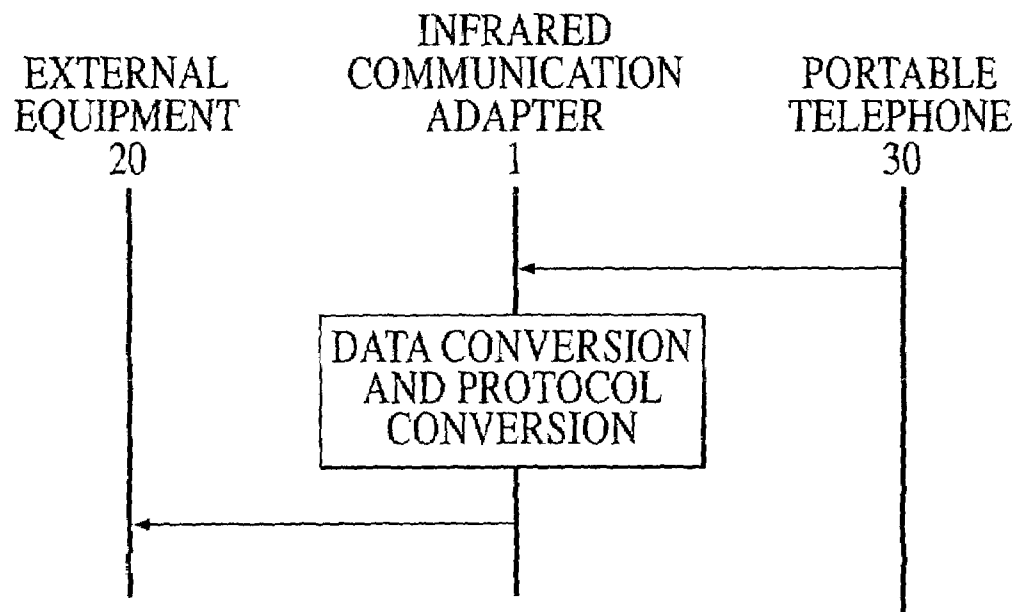 EXTERNAL
EQUIPMENT
20
INFRARED
COMMUNICATION
ADAPTER
1
PORTABLE
TELEPHONE
30
DATA CONVERSION
AND PROTOCOL
CONVERSION